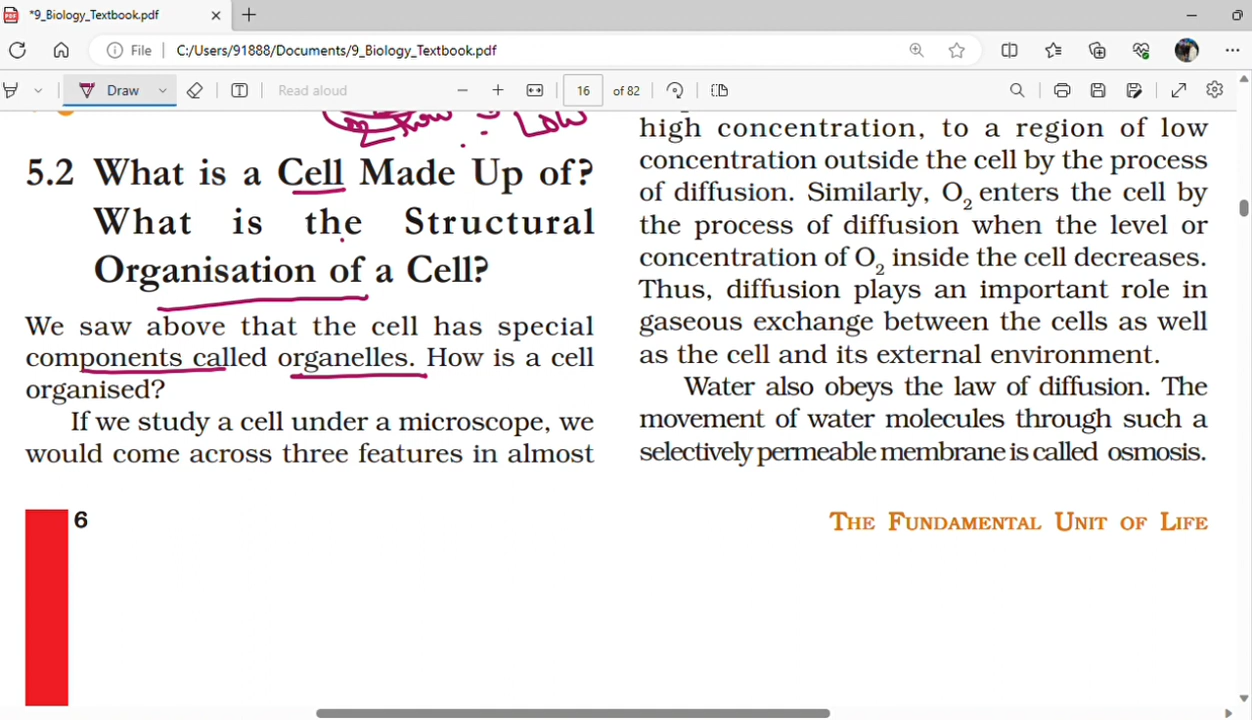 *9_Biology_Textbook.pdf
File
C:/Users/91888/Documents/9_Biology_Textbook.pdf
Draw
Read aloud
16
of 82
Low
5.2 What is a Cell Made Up of?
What is the Structural
Organisation of a Cell?
We saw above that the cell has special
components called organelles. How is a cell
organised?
If we study a cell under a microscope, we
would come across three features in almost
6
high concentration, to a region of low
concentration outside the cell by the process
of diffusion. Similarly, O₂ enters the cell by
the process of diffusion when the level or
concentration of O₂ inside the cell decreases.
Thus, diffusion plays an important role in
gaseous exchange between the cells as well
as the cell and its external environment.
Water also obeys the law of diffusion. The
movement of water molecules through such a
selectively permeable membrane is called osmosis.
The Fundamental Unit of Life